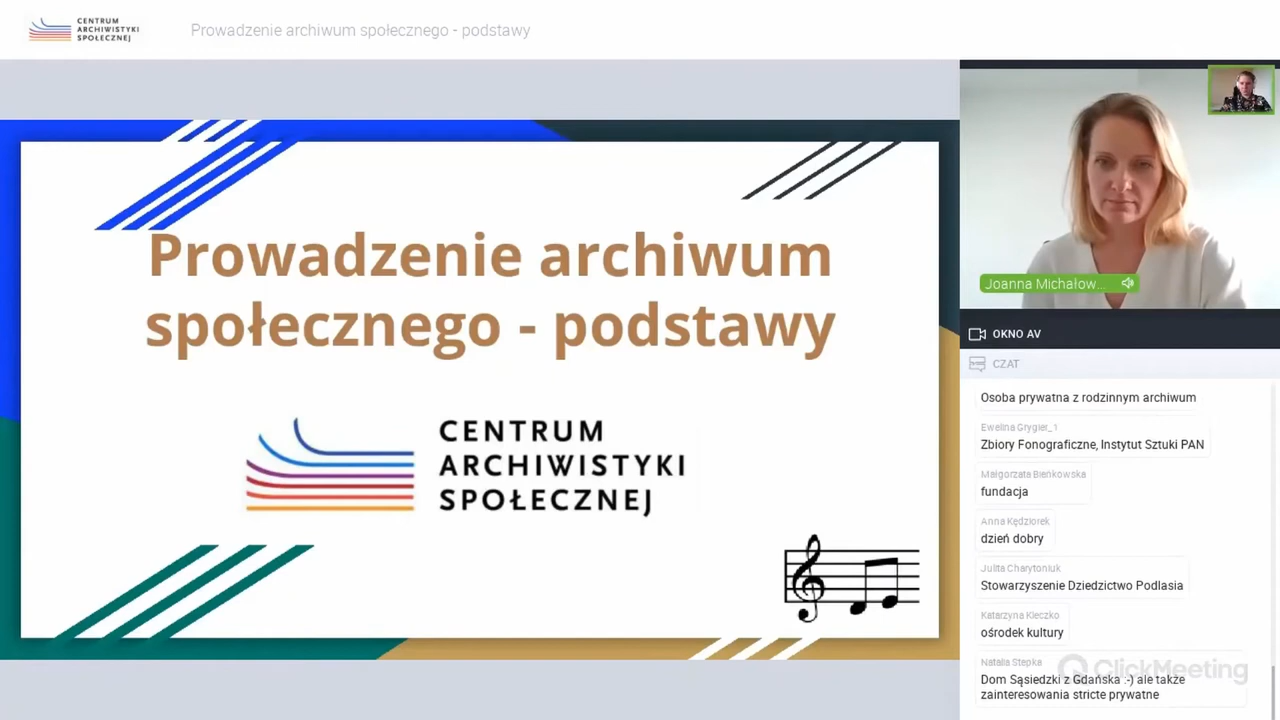 CENTRUM
ARCHIWISTYKI
SPOŁECZNEJ
Prowadzenie archiwum społecznego - podstawy
Prowadzenie archiwum
społecznego - podstawy
CENTRUM
ARCHIWISTYKI
SPOŁECZNEJ
Joanna Michałow...
OKNO AV
CZAT
Osoba prywatna z rodzinnym archiwum
Ewelina Grygier_1
Zbiory Fonograficzne, Instytut Sztuki PAN
Małgorzata Bieńkowska
fundacja
Anna Kędziorek
dzień dobry
Julita Charytoniuk
Stowarzyszenie Dziedzictwo Podlasia
Katarzyna Kleczko
ośrodek kultury
Natalia Stepka
Dom Sąsiedzki z Gdańska :-) ale także
zainteresowania stricte prywatne
ClickMeeting